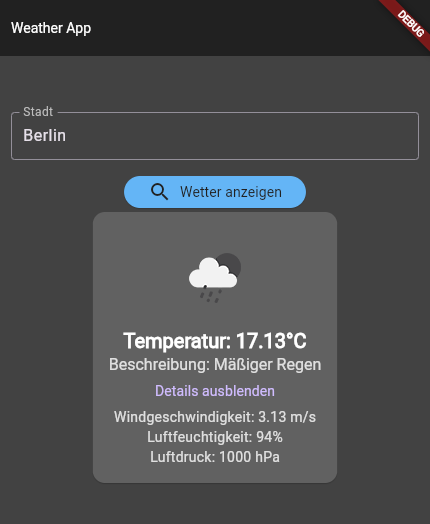 Weather App
DEBUG
Stadt
Berlin
Wetter anzeigen
Temperatur: 17.13°C
Beschreibung: Mäßiger Regen
Details ausblenden
Windgeschwindigkeit: 3.13 m/s
Luftfeuchtigkeit: 94%
Luftdruck: 1000 hPa